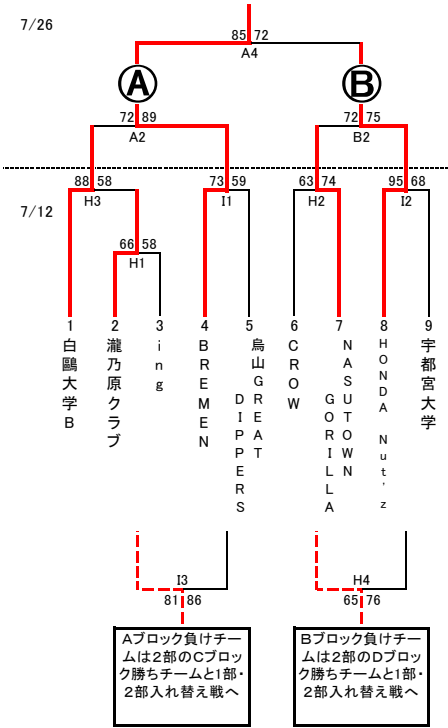 7/26
85 72
A4
A B
72 89
A2
72 75
B2
88 58
H3
73 59
I1
63 74
H2
95 68
I2
7/12
66 58
H1
1 2 3 4 5 6 7 8 9
白鷗大学B
瀧乃原クラブ
ing
BREMEN
烏山GREAT
DIPPERS
CROW
NASUTOWN
GORILLA
HONDA Nut'z
宇都宮大学
I3
81 86
H4
65 76
Aブロック負けチー
ムは2部のCブロッ
ク勝ちチームと1部・
2部入れ替え戦へ
Bブロック負けチー
ムは2部のDブロッ
ク勝ちチームと1部・
2部入れ替え戦へ